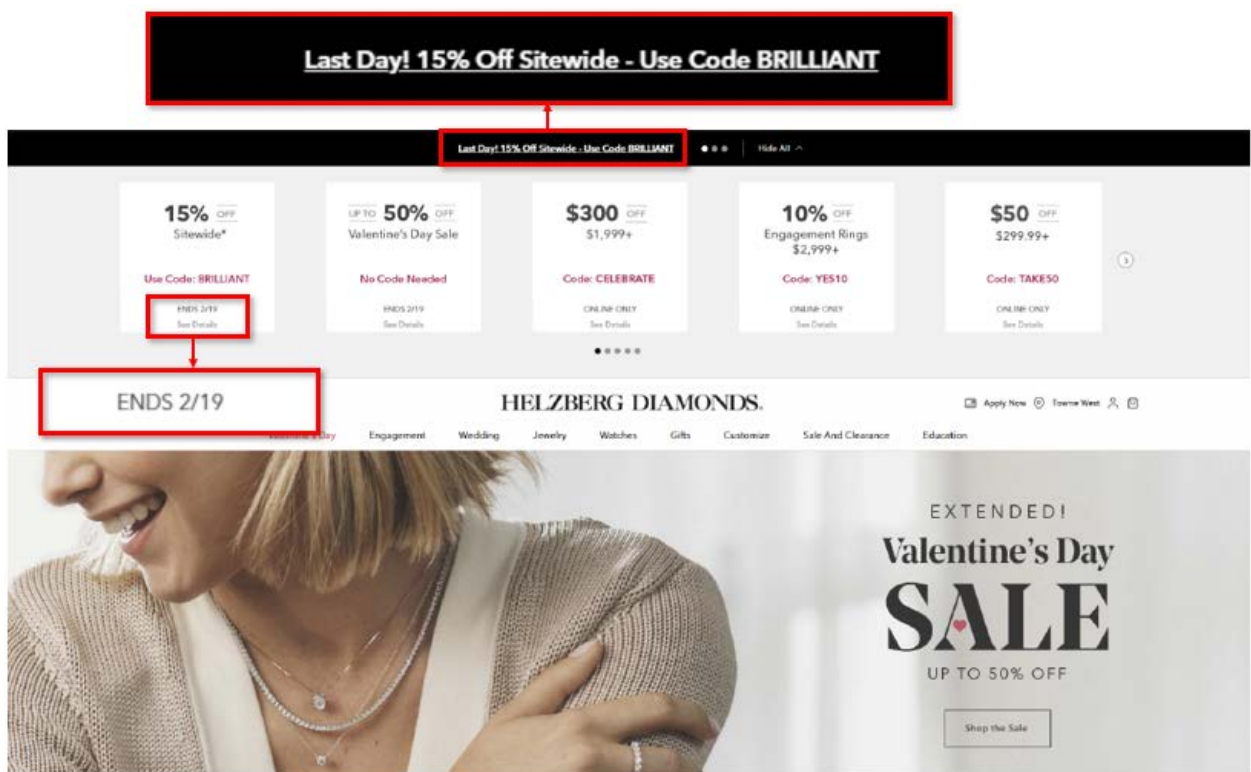 Last Day! 15% Off Sitewide - Use Code BRILLIANT
Last Day! 15% Off Sitewide - Use Code BRILLIANT
Hide All
15% OFF
Sitewide*
Use Code: BRILLIANT
ENDS 2/19
See Details
UP TO 50% OFF
Valentine's Day Sale
No Code Needed
ENDS 2/19
See Details
$300 OFF
$1,999+
Code: CELEBRATE
ONLINE ONLY
See Details
10% OFF
Engagement Rings
$2,999+
Code: YES10
ONLINE ONLY
See Details
$50 OFF
$299.99+
Code: TAKE50
ONLINE ONLY
See Details
ENDS 2/19
HELZBERG DIAMONDS.
Apply Now
Towne West
Valentine's Day
Engagement
Wedding
Jewelry
Watches
Gifts
Customize
Sale And Clearance
Education
EXTENDED!
Valentine's Day
SALE
UP TO 50% OFF
Shop the Sale